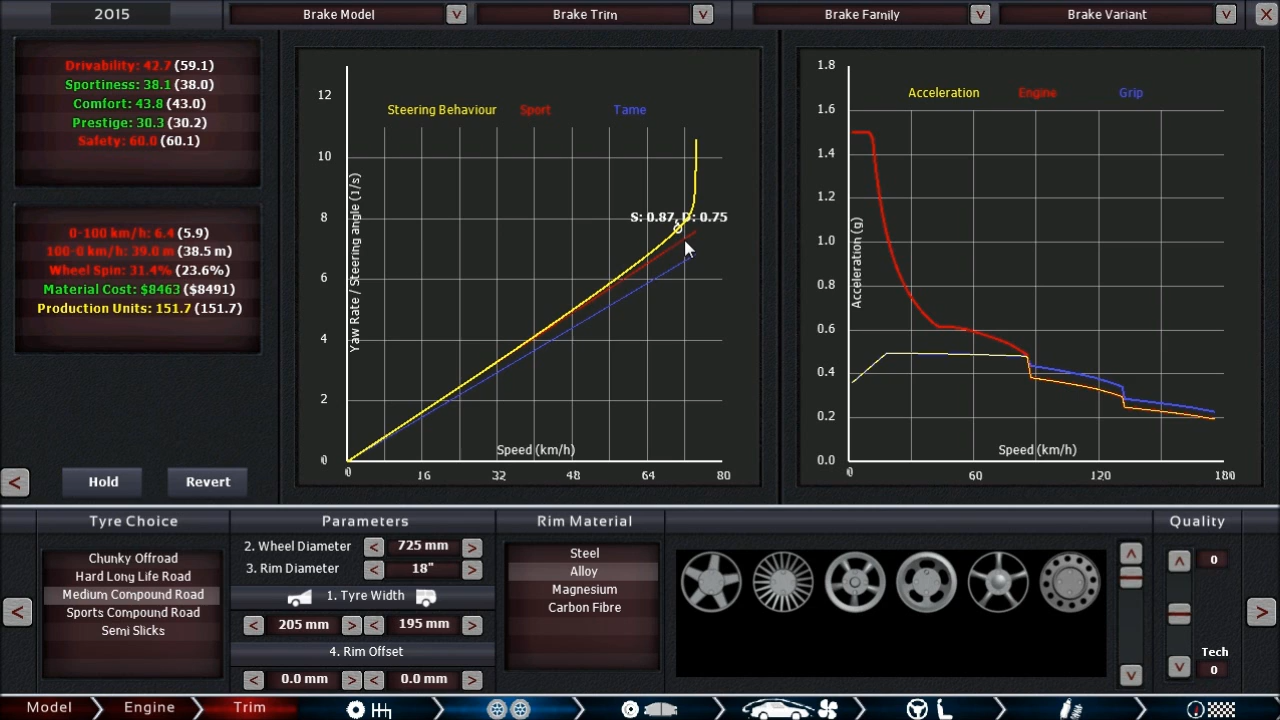 2015
Brake Model V
Brake Trim V
Brake Family V
Brake Variant V
X
Drivability: 42.7 (59.1)
Sportiness: 38.1 (38.0)
Comfort: 43.8 (43.0)
Prestige: 30.3 (30.2)
Safety: 60.0 (60.1)
0-100 km/h: 6.4 (5.9)
100-0 km/h: 39.0 m (38.5 m)
Wheel Spin: 31.4% (23.6%)
Material Cost: $8463 ($8491)
Production Units: 151.7 (151.7)
< Hold Revert
Steering Behaviour Sport Tame
12
10
8
6
4
2
0
Yaw Rate / Steering angle (1/s)
S: 0.87, D: 0.75
Speed (km/h)
0 16 32 48 64 80
Acceleration Engine Grip
1.8
1.6
1.4
1.2
1.0
0.8
0.6
0.4
0.2
0.0
Acceleration (g)
Speed (km/h)
0 60 120 180
Tyre Choice
Chunky Offroad
Hard Long Life Road
Medium Compound Road
Sports Compound Road
Semi Slicks
<
Parameters
2. Wheel Diameter < 725 mm >
3. Rim Diameter < 18" >
1. Tyre Width
< 205 mm > < 195 mm >
4. Rim Offset
< 0.0 mm > < 0.0 mm >
Rim Material
Steel
Alloy
Magnesium
Carbon Fibre
Quality
0
Tech
0
>
Model Engine Trim